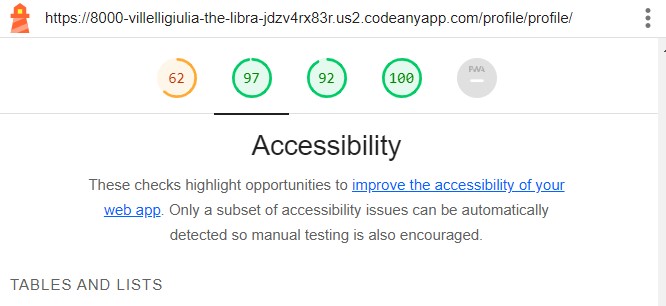 https://8000-villelligiulia-the-libra-jdzv4rx83r.us2.codeanyapp.com/profile/profile/
62 97 92 100 PWA
Accessibility
These checks highlight opportunities to improve the accessibility of your
web app. Only a subset of accessibility issues can be automatically
detected so manual testing is also encouraged.
TABLES AND LISTS